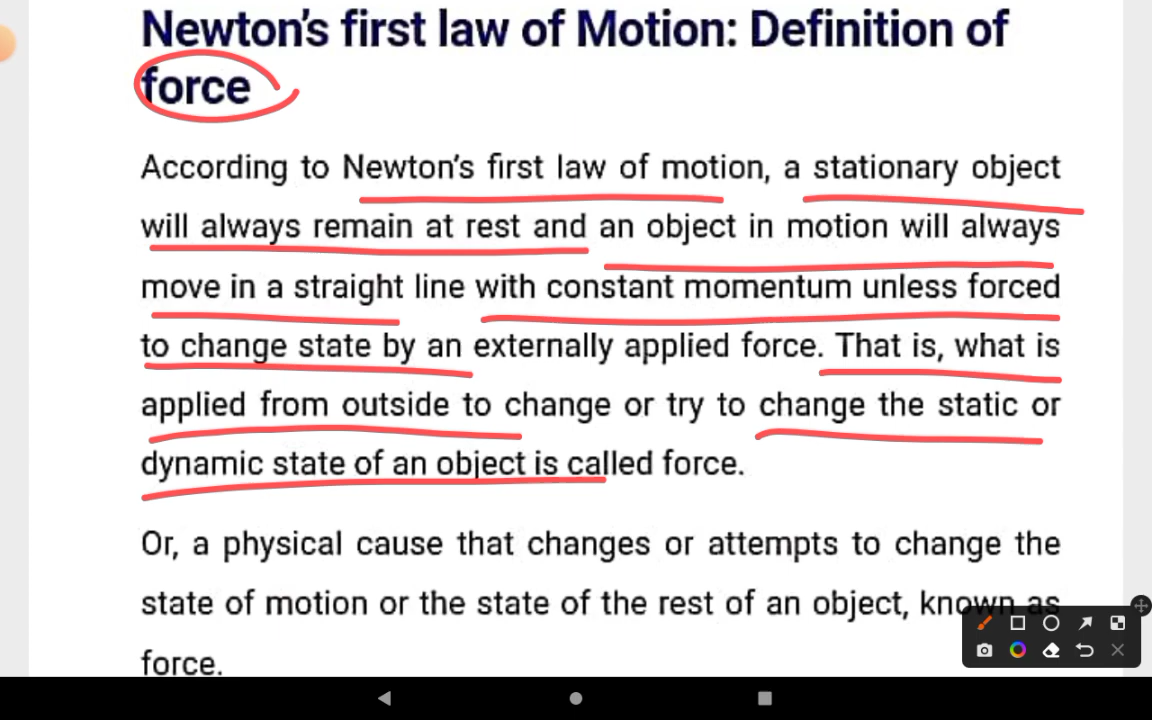 Newton's first law of Motion: Definition of
force
According to Newton's first law of motion, a stationary object
will always remain at rest and an object in motion will always
move in a straight line with constant momentum unless forced
to change state by an externally applied force. That is, what is
applied from outside to change or try to change the static or
dynamic state of an object is called force.
Or, a physical cause that changes or attempts to change the
state of motion or the state of the rest of an object, known as
force.